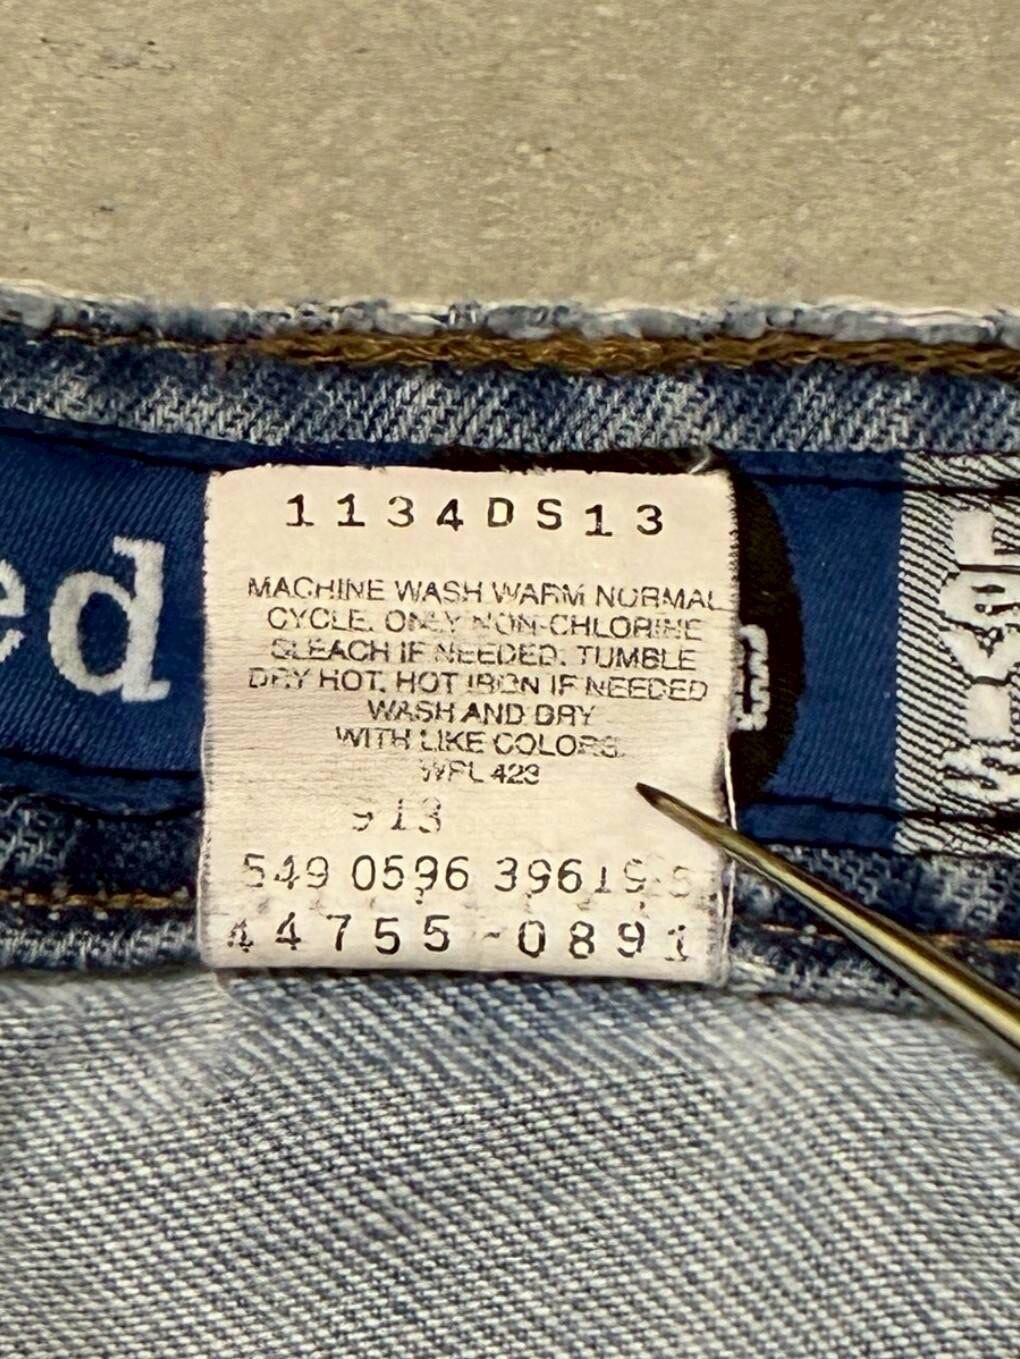 ed
1134DS13
MACHINE WASH WARM NORMAL
CYCLE. ONLY NON-CHLORINE
BLEACH IF NEEDED. TUMBLE
DRY HOT. HOT IRON IF NEEDED
WASH AND DRY
WITH LIKE COLORS.
WPL 423
913
549 0596 39619
44755-0891